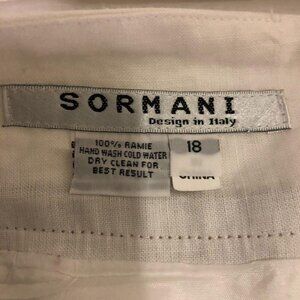 SORMANI
Design in Italy
100% RAMIE
HAND WASH COLD WATER
DRY CLEAN FOR
BEST RESULT
18
CHINA